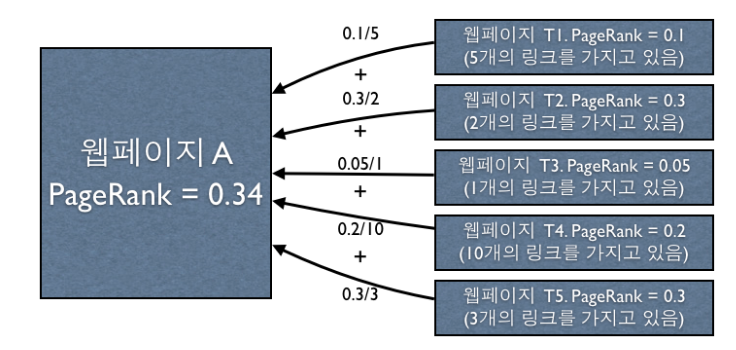 웹페이지 A
PageRank = 0.34
0.1/5
+
0.3/2
+
0.05/1
+
0.2/10
+
0.3/3
웹페이지 T1. PageRank = 0.1
(5개의 링크를 가지고 있음)
웹페이지 T2. PageRank = 0.3
(2개의 링크를 가지고 있음)
웹페이지 T3. PageRank = 0.05
(1개의 링크를 가지고 있음)
웹페이지 T4. PageRank = 0.2
(10개의 링크를 가지고 있음)
웹페이지 T5. PageRank = 0.3
(3개의 링크를 가지고 있음)